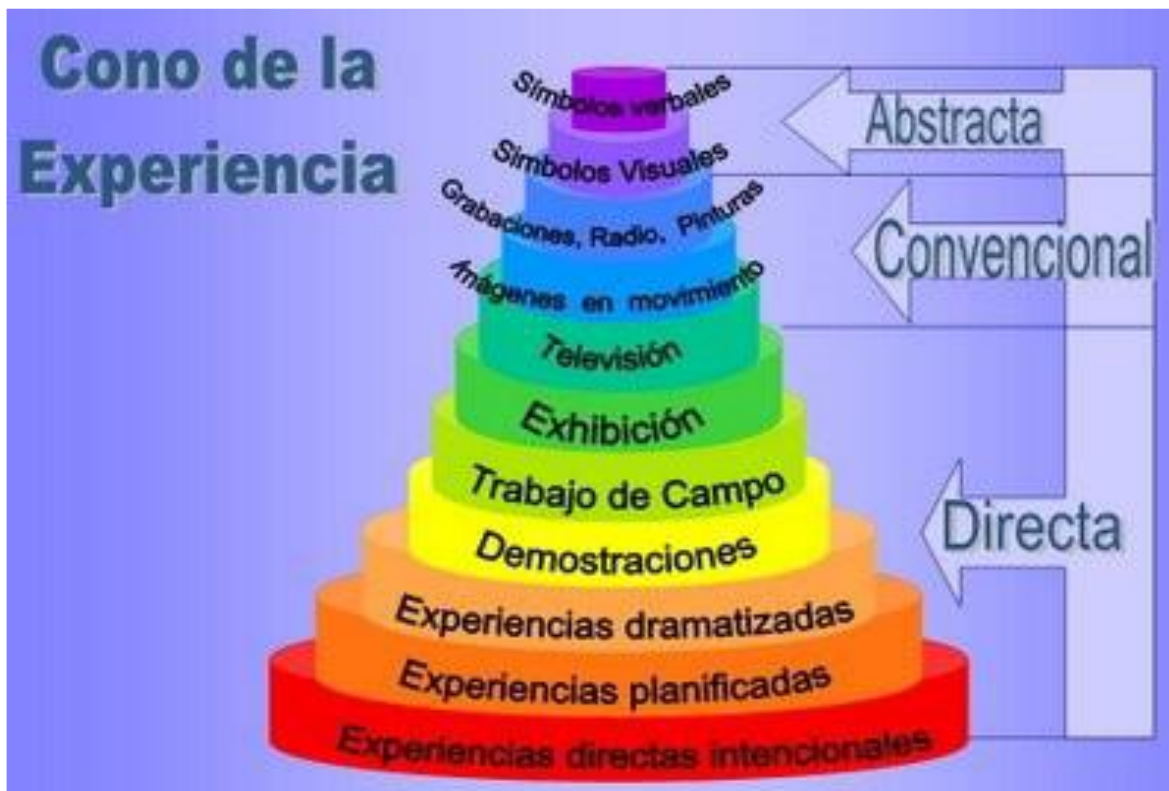 Cono de la
Experiencia
Símbolos verbales
Símbolos Visuales
Grabaciones, Radio, Pinturas
Imágenes en movimiento
Televisión
Exhibición
Trabajo de Campo
Demostraciones
Experiencias dramatizadas
Experiencias planificadas
Experiencias directas intencionales
Abstracta
Convencional
Directa